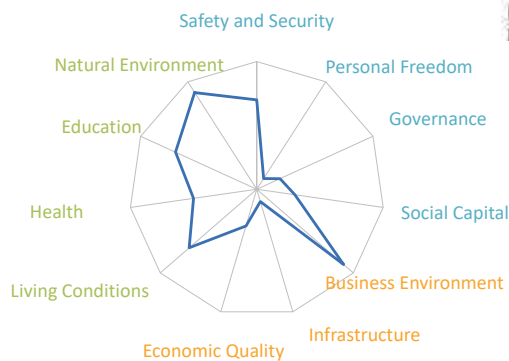 Safety and Security
Natural Environment
Personal Freedom
Education
Governance
Health
Social Capital
Living Conditions
Business Environment
Infrastructure
Economic Quality